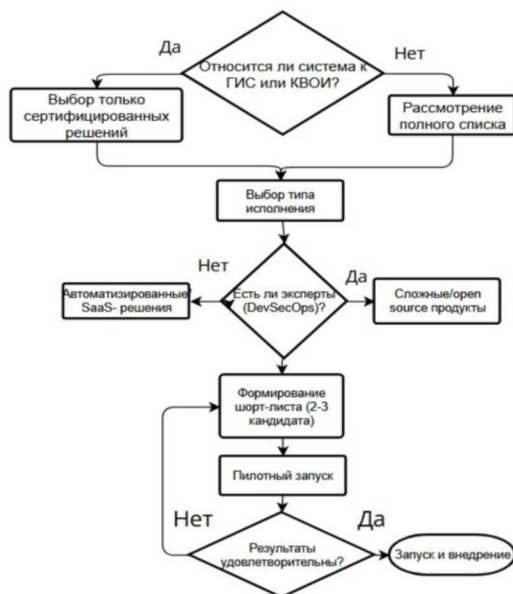 Да
Нет
Относится ли система к
ГИС или КВОИ?
Выбор только
сертифицированных
решений
Рассмотрение
полного списка
Выбор типа
исполнения
Нет
Да
Автоматизированные/
SaaS- решения
Есть ли эксперты
(DevSecOps)?
Сложные/open
source продукты
Формирование
шорт-листа (2-3
кандидата)
Пилотный запуск
Нет
Да
Результаты
удовлетворительны?
Запуск и внедрение